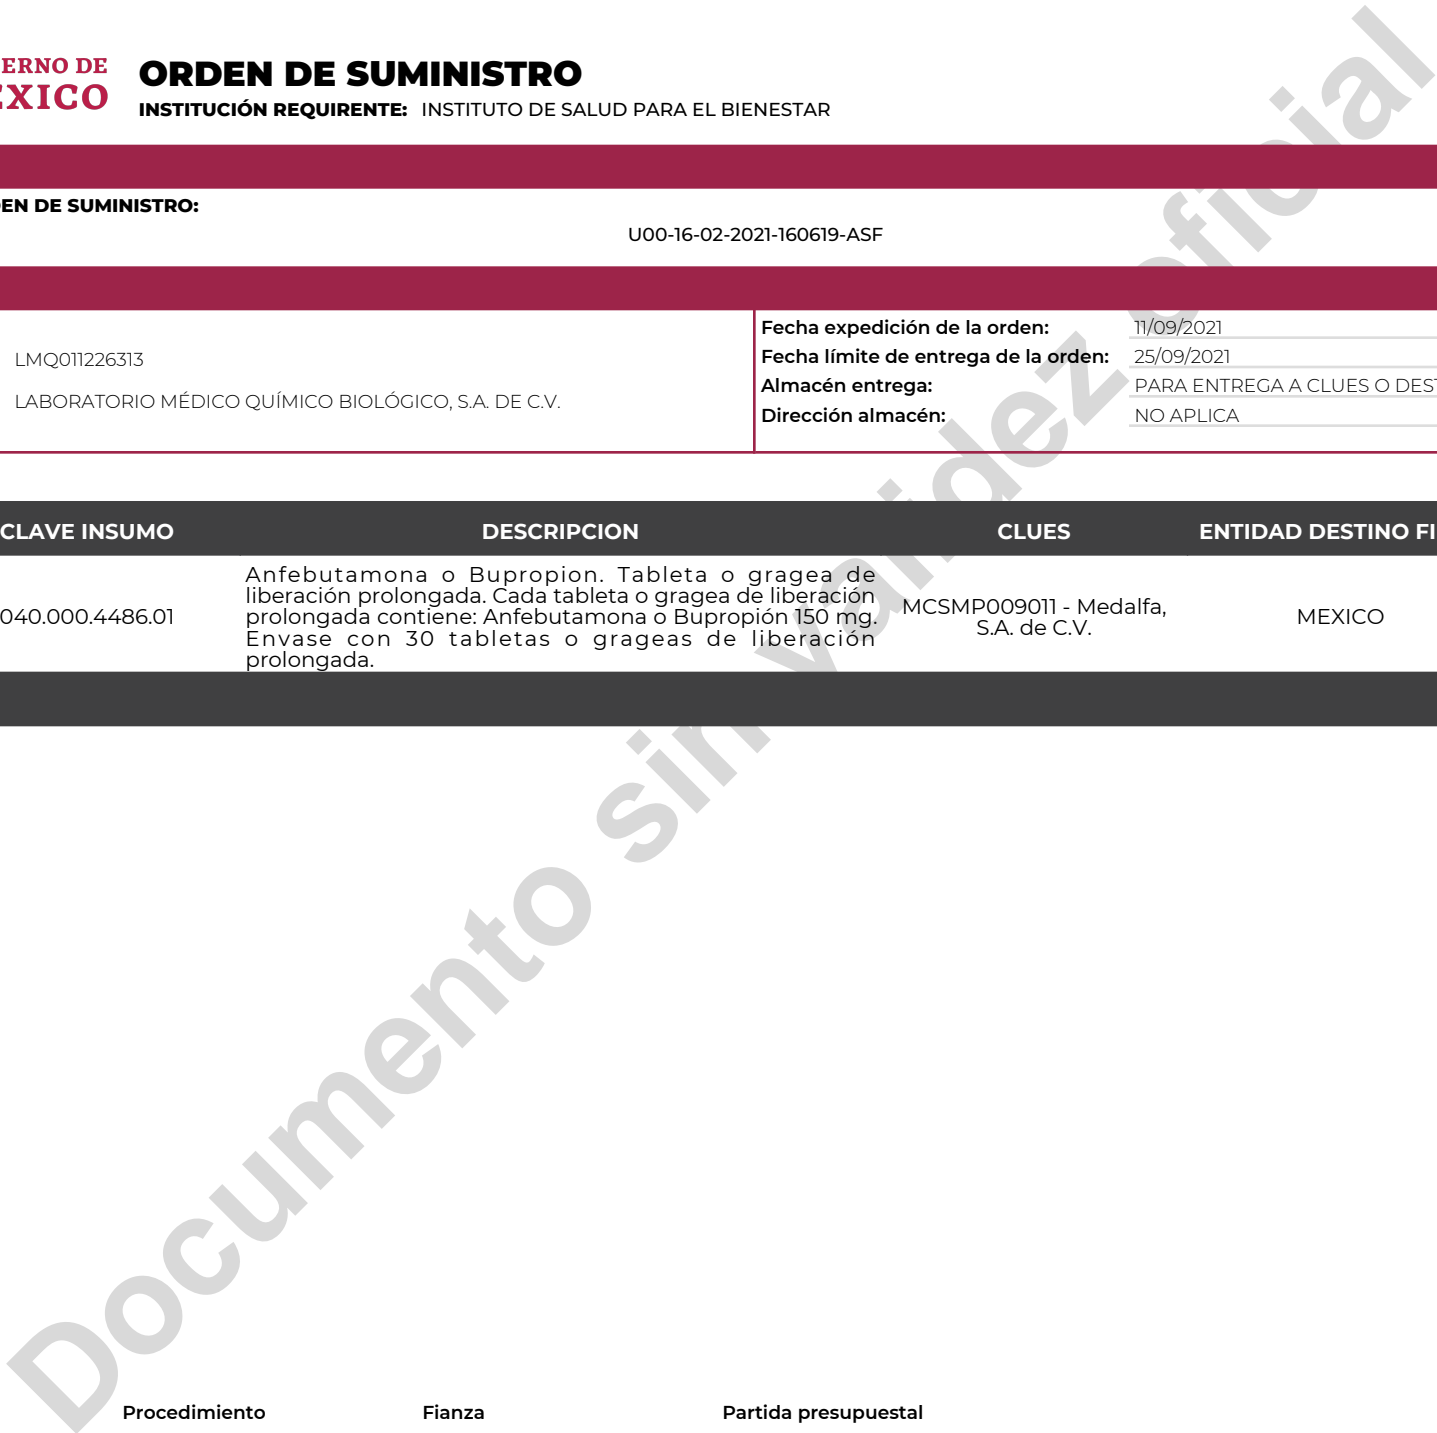 ERNO DE
EXICO
ORDEN DE SUMINISTRO
INSTITUCIÓN REQUIRENTE: INSTITUTO DE SALUD PARA EL BIENESTAR
EN DE SUMINISTRO:
U00-16-02-2021-160619-ASF
LMQ011226313
LABORATORIO MÉDICO QUÍMICO BIOLÓGICO, S.A. DE C.V.
Fecha expedición de la orden: 11/09/2021
Fecha límite de entrega de la orden: 25/09/2021
Almacén entrega: PARA ENTREGA A CLUES O DEST
Dirección almacén: NO APLICA
CLAVE INSUMO DESCRIPCION CLUES ENTIDAD DESTINO FI
040.000.4486.01
Anfebutamona o Bupropion. Tableta o gragea de
liberación prolongada. Cada tableta o gragea de liberación
prolongada contiene: Anfebutamona o Bupropión 150 mg.
Envase con 30 tabletas o grageas de liberación
prolongada.
MCSMP009011 - Medalfa,
S.A. de C.V.
MEXICO
Documento sin validez oficial
Procedimiento Fianza Partida presupuestal